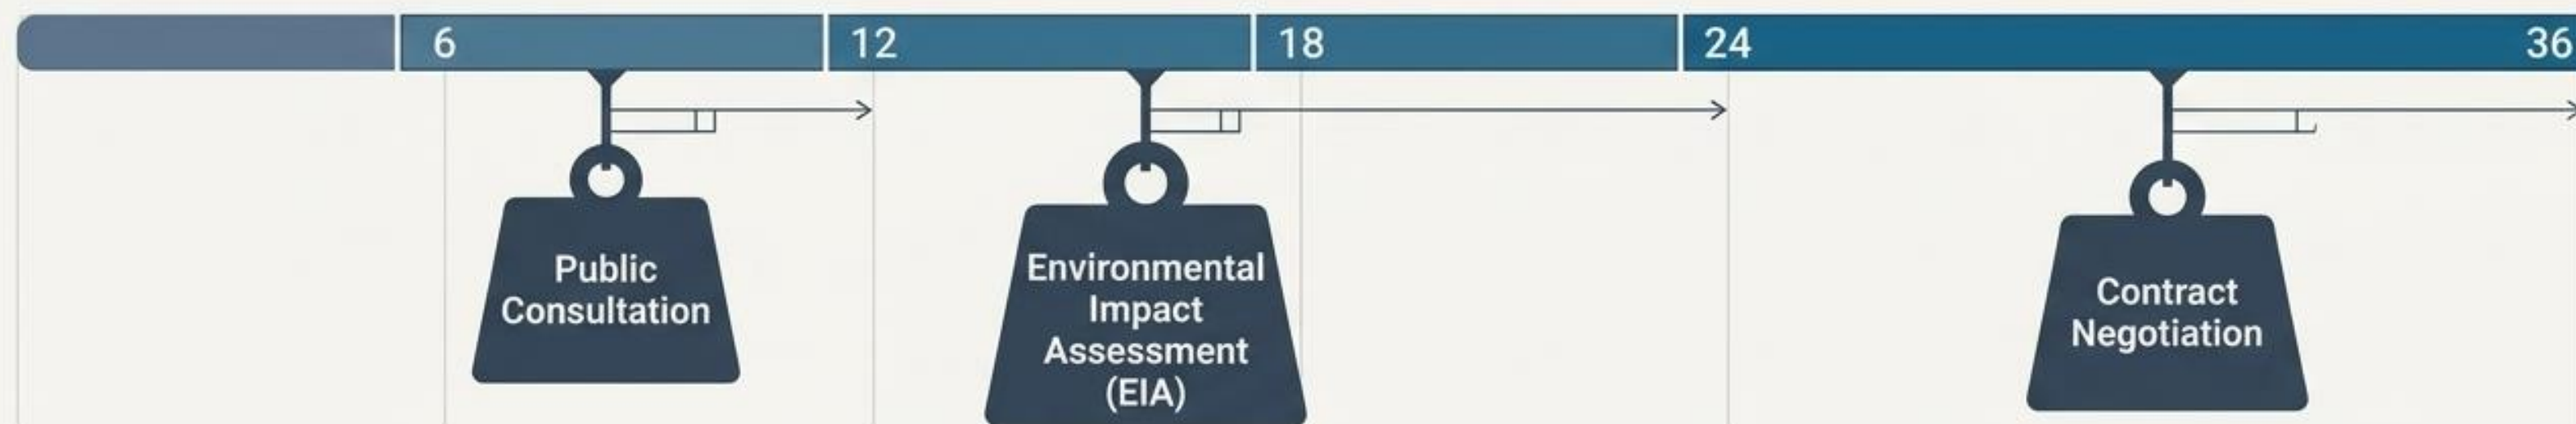 6 12 18 24 36
Public
Consultation
Environmental
Impact
Assessment
(EIA)
Contract
Negotiation